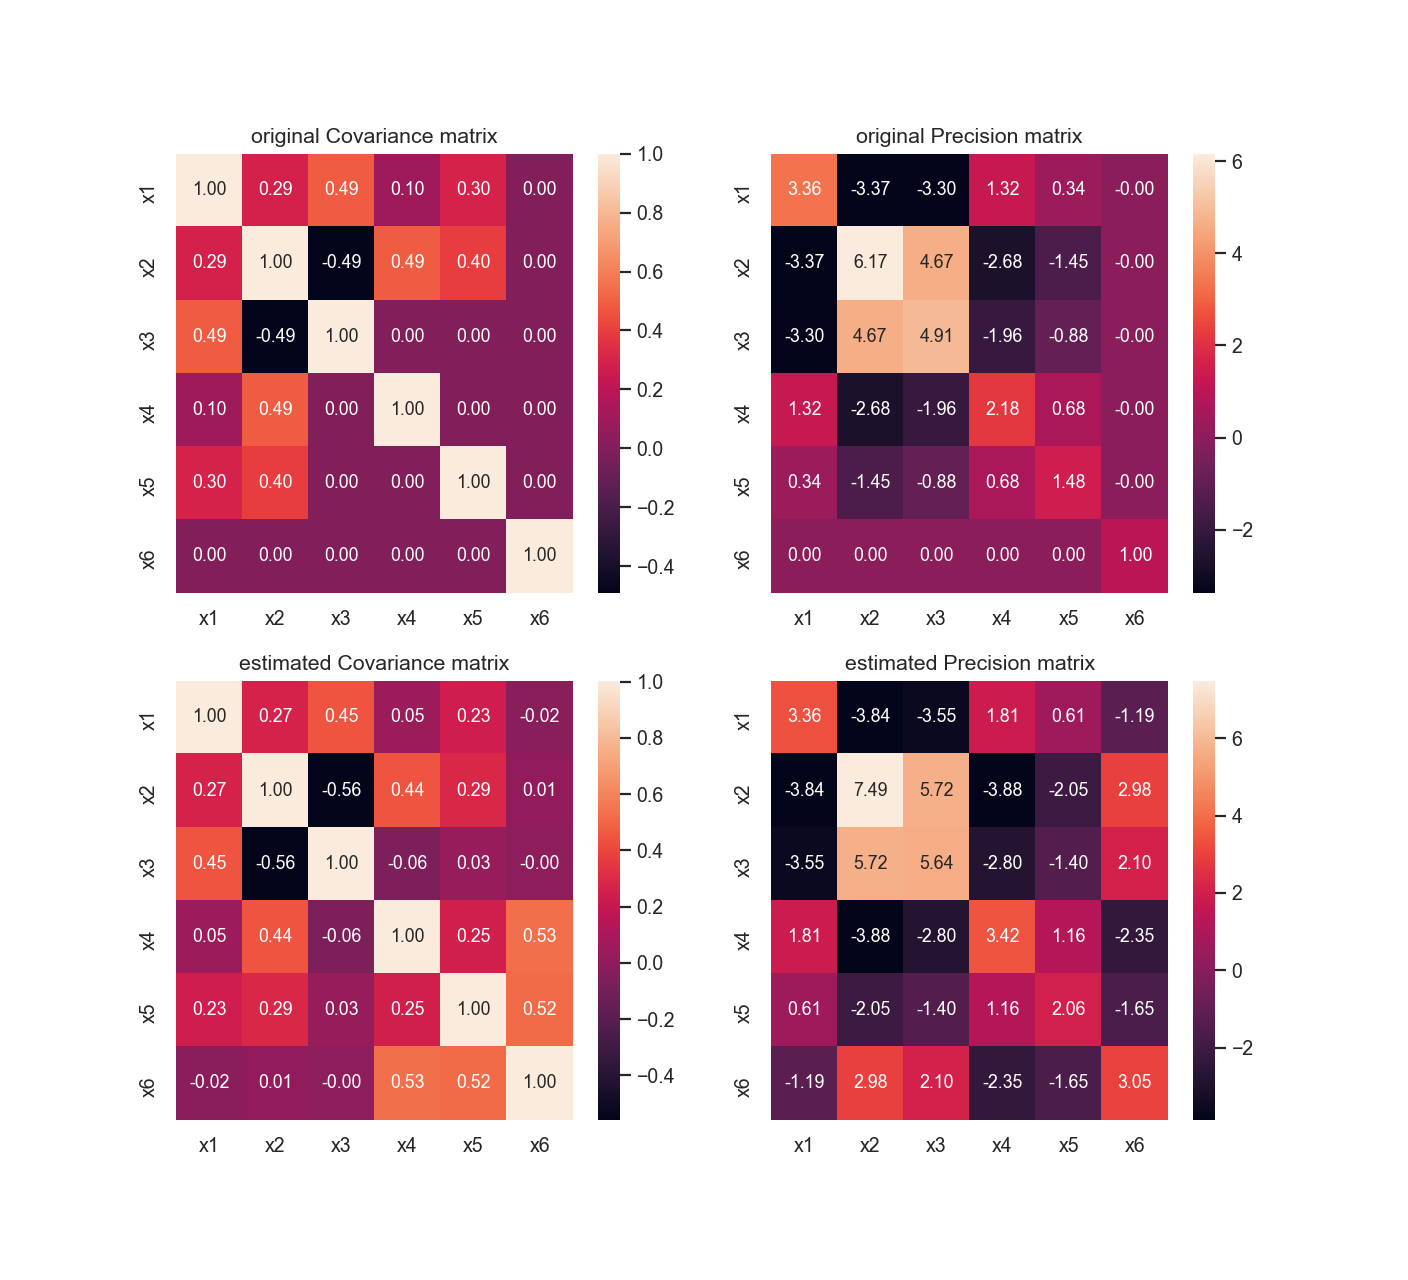 original Covariance matrix
x1 1.00 0.29 0.49 0.10 0.30 0.00
x2 0.29 1.00 -0.49 0.49 0.40 0.00
x3 0.49 -0.49 1.00 0.00 0.00 0.00
x4 0.10 0.49 0.00 1.00 0.00 0.00
x5 0.30 0.40 0.00 0.00 1.00 0.00
x6 0.00 0.00 0.00 0.00 0.00 1.00
x1 x2 x3 x4 x5 x6
1.0
0.8
0.6
0.4
0.2
0.0
−0.2
−0.4
original Precision matrix
x1 3.36 -3.37 -3.30 1.32 0.34 -0.00
x2 -3.37 6.17 4.67 -2.68 -1.45 -0.00
x3 -3.30 4.67 4.91 -1.96 -0.88 -0.00
x4 1.32 -2.68 -1.96 2.18 0.68 -0.00
x5 0.34 -1.45 -0.88 0.68 1.48 -0.00
x6 0.00 0.00 0.00 0.00 0.00 1.00
x1 x2 x3 x4 x5 x6
6
4
2
0
−2
estimated Covariance matrix
x1 1.00 0.27 0.45 0.05 0.23 -0.02
x2 0.27 1.00 -0.56 0.44 0.29 0.01
x3 0.45 -0.56 1.00 -0.06 0.03 -0.00
x4 0.05 0.44 -0.06 1.00 0.25 0.53
x5 0.23 0.29 0.03 0.25 1.00 0.52
x6 -0.02 0.01 -0.00 0.53 0.52 1.00
x1 x2 x3 x4 x5 x6
1.0
0.8
0.6
0.4
0.2
0.0
−0.2
−0.4
estimated Precision matrix
x1 3.36 -3.84 -3.55 1.81 0.61 -1.19
x2 -3.84 7.49 5.72 -3.88 -2.05 2.98
x3 -3.55 5.72 5.64 -2.80 -1.40 2.10
x4 1.81 -3.88 -2.80 3.42 1.16 -2.35
x5 0.61 -2.05 -1.40 1.16 2.06 -1.65
x6 -1.19 2.98 2.10 -2.35 -1.65 3.05
x1 x2 x3 x4 x5 x6
6
4
2
0
−2